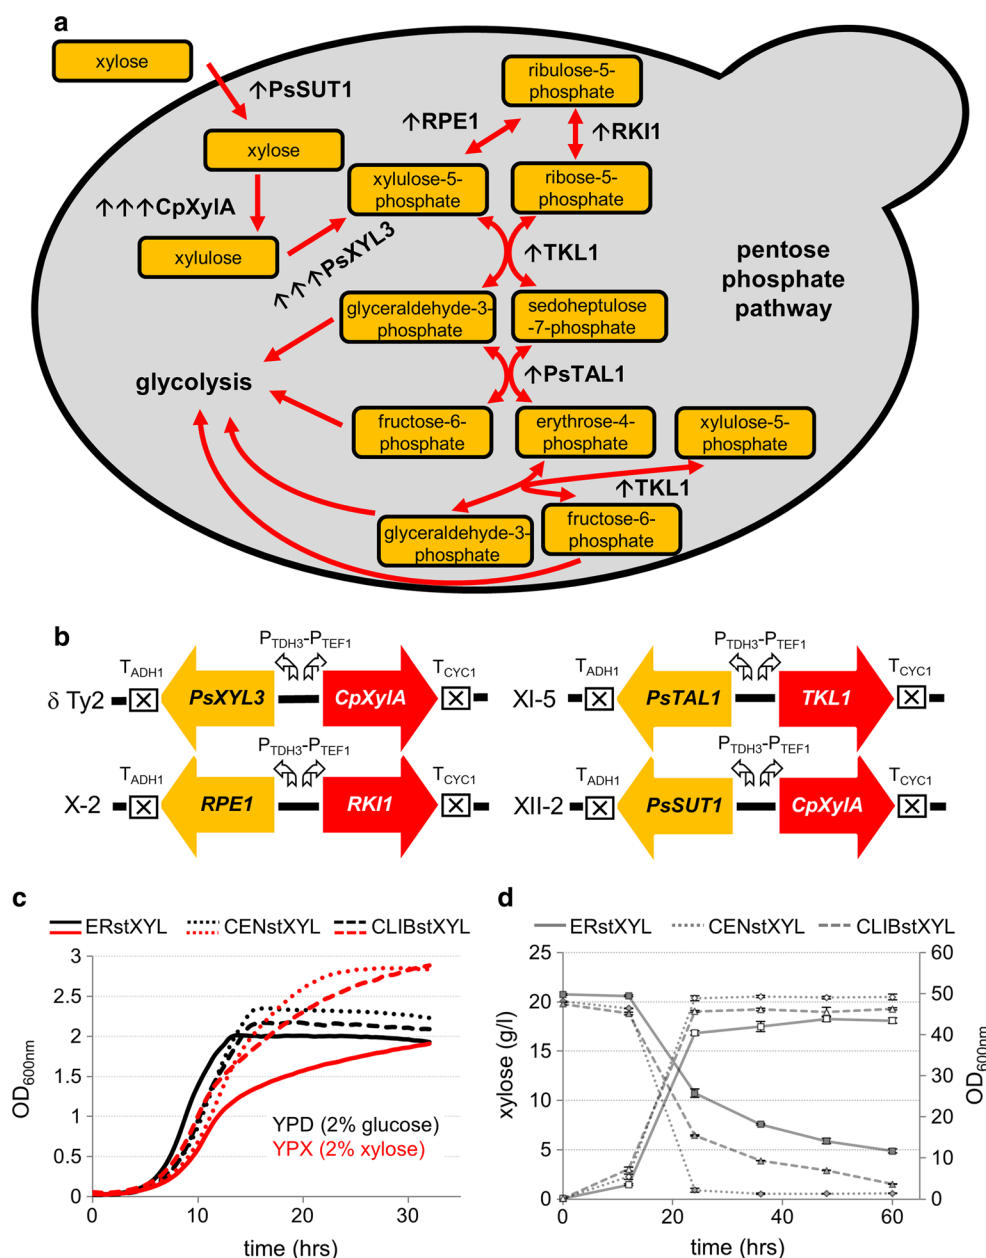 a
xylose
↑PsSUT1
xylose
↑↑↑CpXylA
xylulose
↑↑↑PsXYL3
ribulose-5-
phosphate
↑RPE1
↑RKI1
xylulose-5-
phosphate
ribose-5-
phosphate
↑TKL1
glyceraldehyde-3-
phosphate
sedoheptulose
-7-phosphate
pentose
phosphate
pathway
glycolysis
↑PsTAL1
fructose-6-
phosphate
erythrose-4-
phosphate
xylulose-5-
phosphate
↑TKL1
glyceraldehyde-3-
phosphate
fructose-6-
phosphate
b
δ Ty2 TADH1 PsXYL3 PTDH3-PTEF1 CpXylA TCYC1
XI-5 TADH1 PsTAL1 PTDH3-PTEF1 TKL1 TCYC1
X-2 TADH1 RPE1 PTDH3-PTEF1 RKI1 TCYC1
XII-2 TADH1 PsSUT1 PTDH3-PTEF1 CpXylA TCYC1
c
ERstXYL CENstXYL CLIBstXYL
3
2.5
2
1.5
1
0.5
0
OD600nm
YPD (2% glucose)
YPX (2% xylose)
0 10 20 30
time (hrs)
d
ERstXYL CENstXYL CLIBstXYL
25
20
15
10
5
0
xylose (g/l)
60
50
40
30
20
10
0
OD600nm
0 20 40 60
time (hrs)